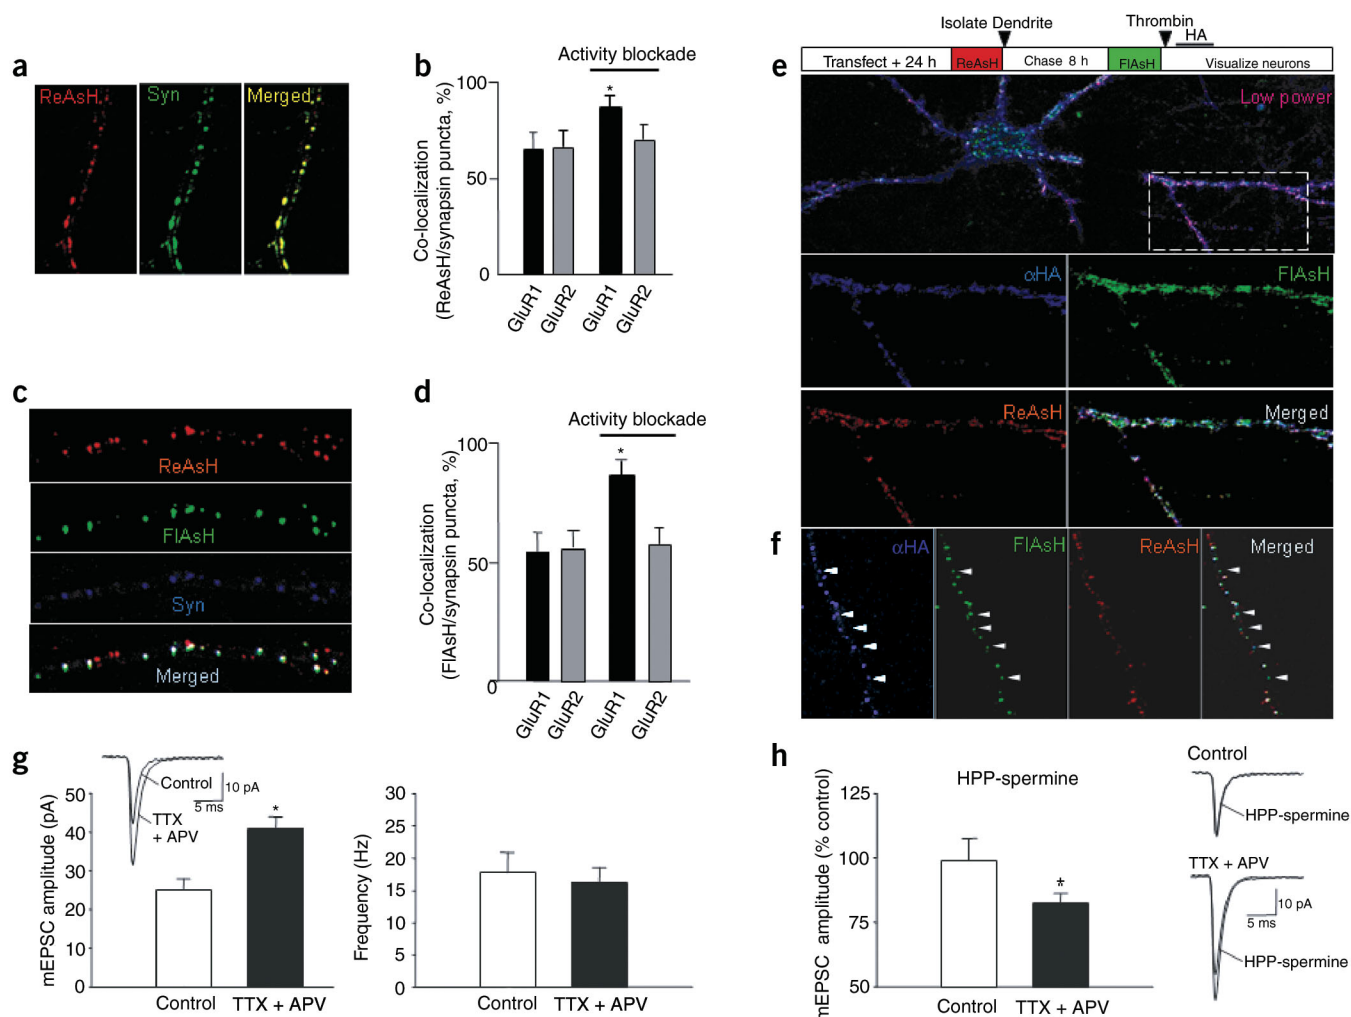 a
ReAsH
Syn
Merged
b
Activity blockade
Co-localization
(ReAsH/synapsin puncta, %)
100
50
0
*
GluR1
GluR2
GluR1
GluR2
c
ReAsH
FlAsH
Syn
Merged
d
Activity blockade
Co-localization
(FlAsH/synapsin puncta, %)
100
50
0
*
GluR1
GluR2
GluR1
GluR2
e
Isolate Dendrite
Thrombin
HA
Transfect + 24 h
ReAsH
Chase 8 h
FlAsH
Visualize neurons
Low power
αHA
FlAsH
ReAsH
Merged
f
αHA
FlAsH
ReAsH
Merged
g
mEPSC amplitude (pA)
50
40
30
20
10
0
Control
TTX
+ APV
10 pA
5 ms
*
Control
TTX + APV
Frequency (Hz)
30
25
20
15
10
5
0
Control
TTX + APV
h
HPP-spermine
mEPSC amplitude (% control)
125
100
75
50
*
Control
TTX + APV
Control
HPP-spermine
TTX + APV
10 pA
5 ms
HPP-spermine